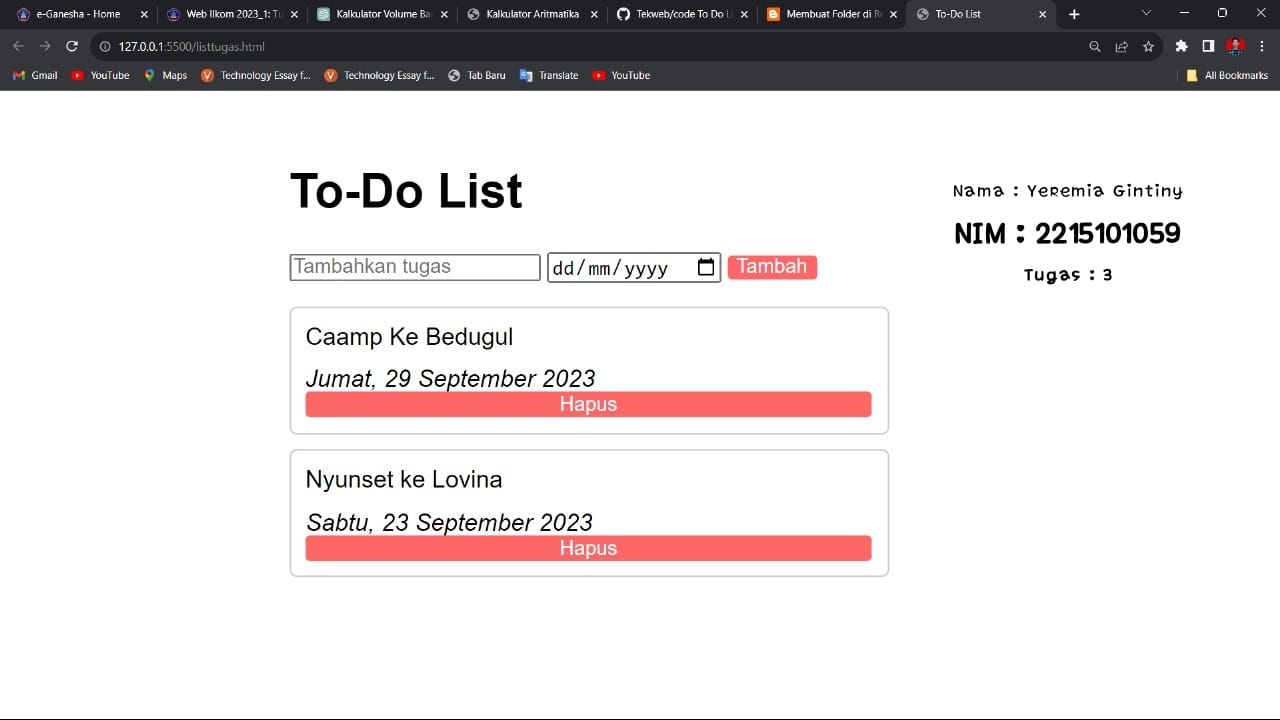 e-Ganesha - Home
Web Ilkom 2023_1: Tu
Kalkulator Volume Ba
Kalkulator Aritmatika
Tekweb/code To Do Li
Membuat Folder di Re
To-Do List
127.0.0.1:5500/listtugas.html
Gmail
YouTube
Maps
Technology Essay f...
Technology Essay f...
Tab Baru
Translate
YouTube
All Bookmarks
To-Do List
Tambahkan tugas dd/mm/yyyy Tambah
Caamp Ke Bedugul
Jumat, 29 September 2023
Hapus
Nyunset ke Lovina
Sabtu, 23 September 2023
Hapus
Nama : Yeremia Gintiny
NIM : 2215101059
Tugas : 3